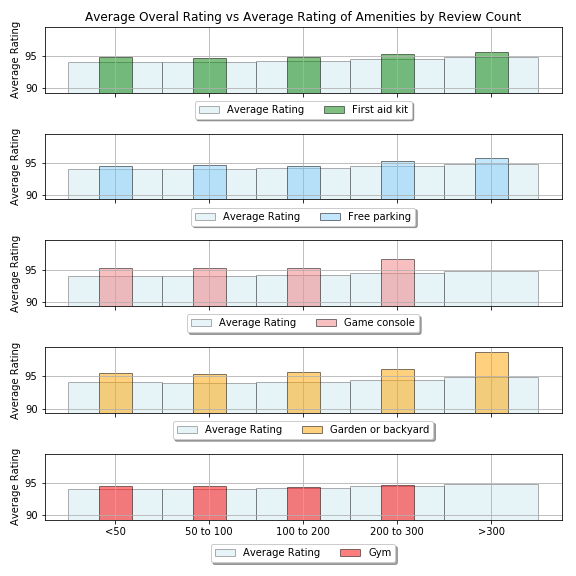 Average Overal Rating vs Average Rating of Amenities by Review Count
Average Rating
95
90
Average Rating First aid kit
Average Rating
95
90
Average Rating Free parking
Average Rating
95
90
Average Rating Game console
Average Rating
95
90
Average Rating Garden or backyard
Average Rating
95
90
<50 50 to 100 100 to 200 200 to 300 >300
Average Rating Gym